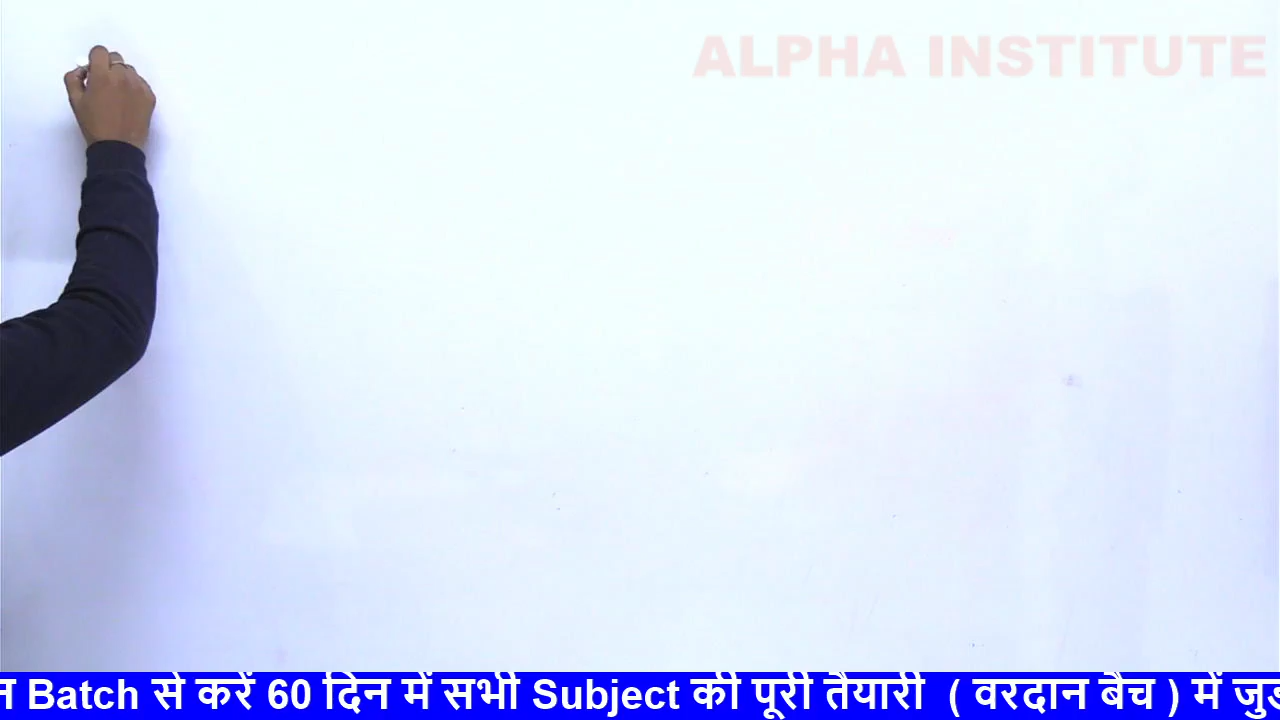 ALPHA INSTITUTE
Batch से करें 60 दिन में सभी Subject की पूरी तैयारी ( वरदान बैच ) में